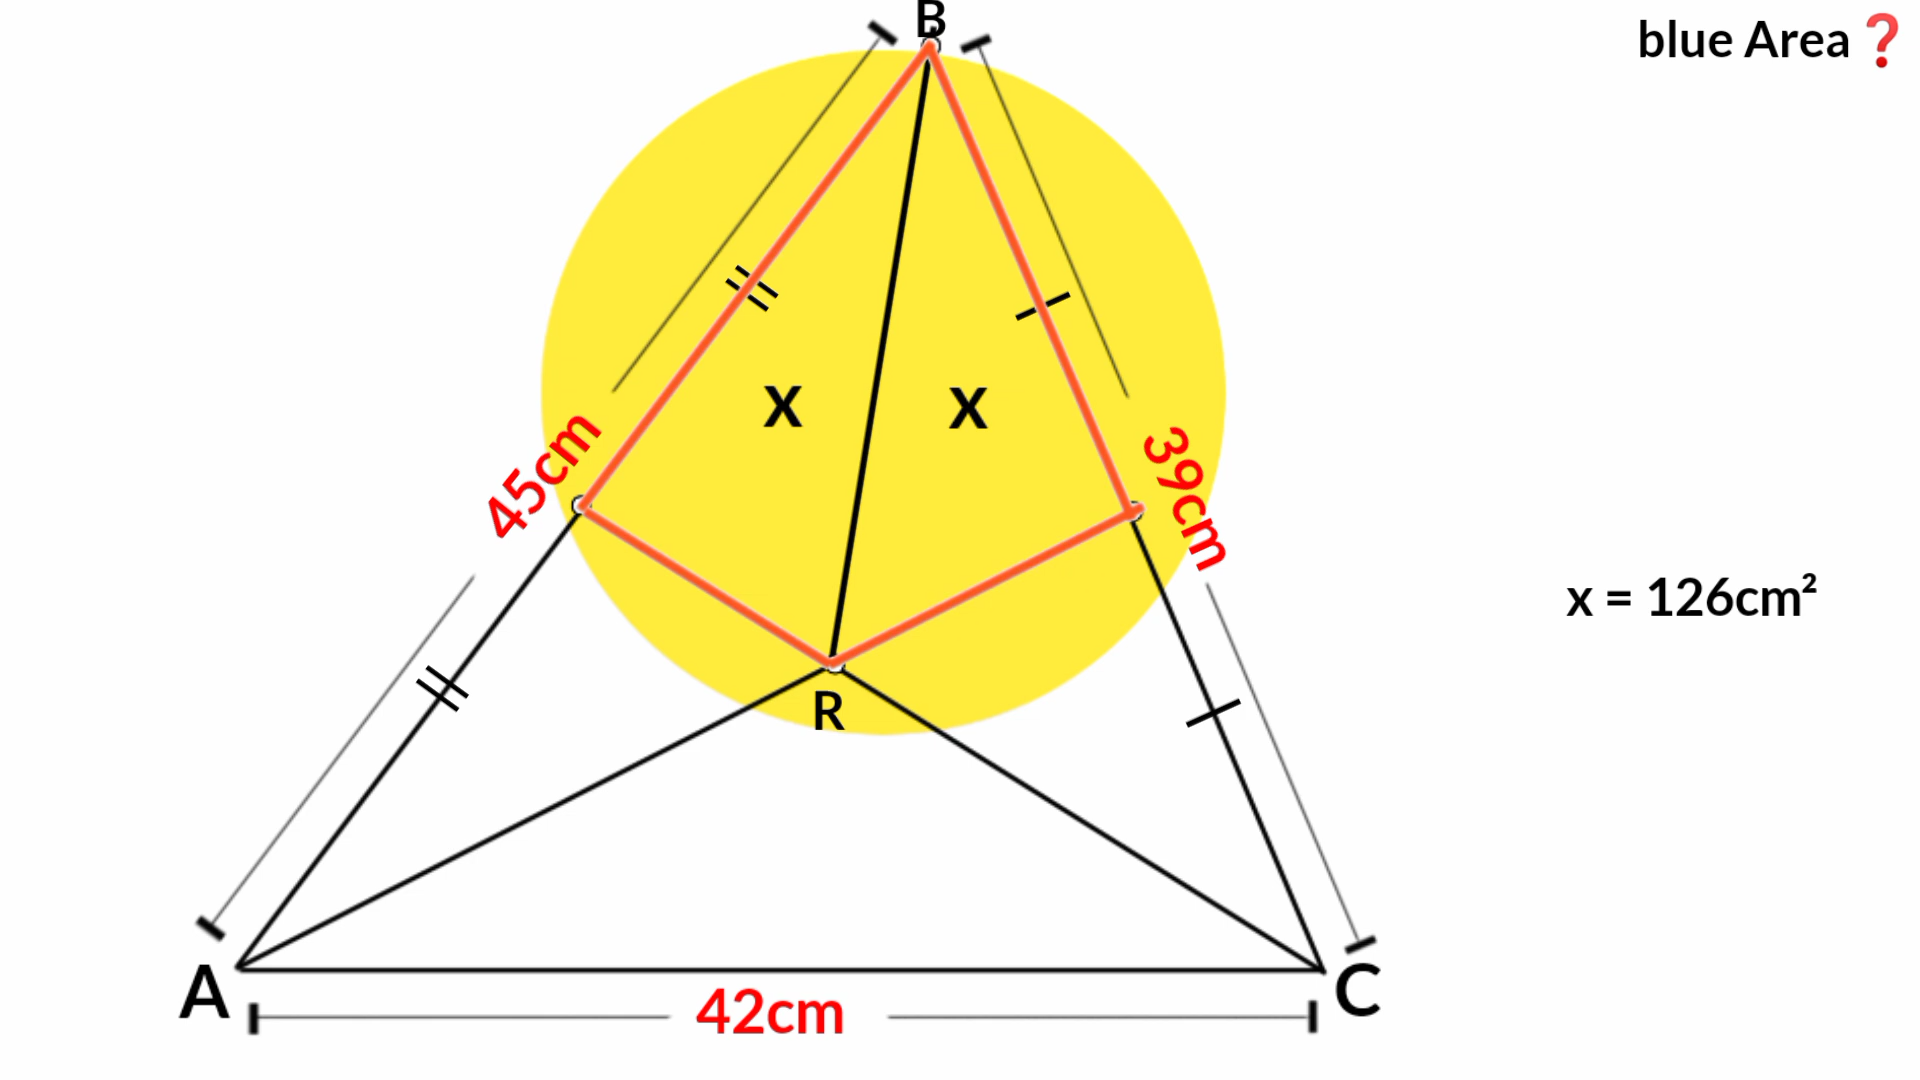 B
blue Area❓
x x
45cm
39cm
x = 126cm²
R
A
C
42cm